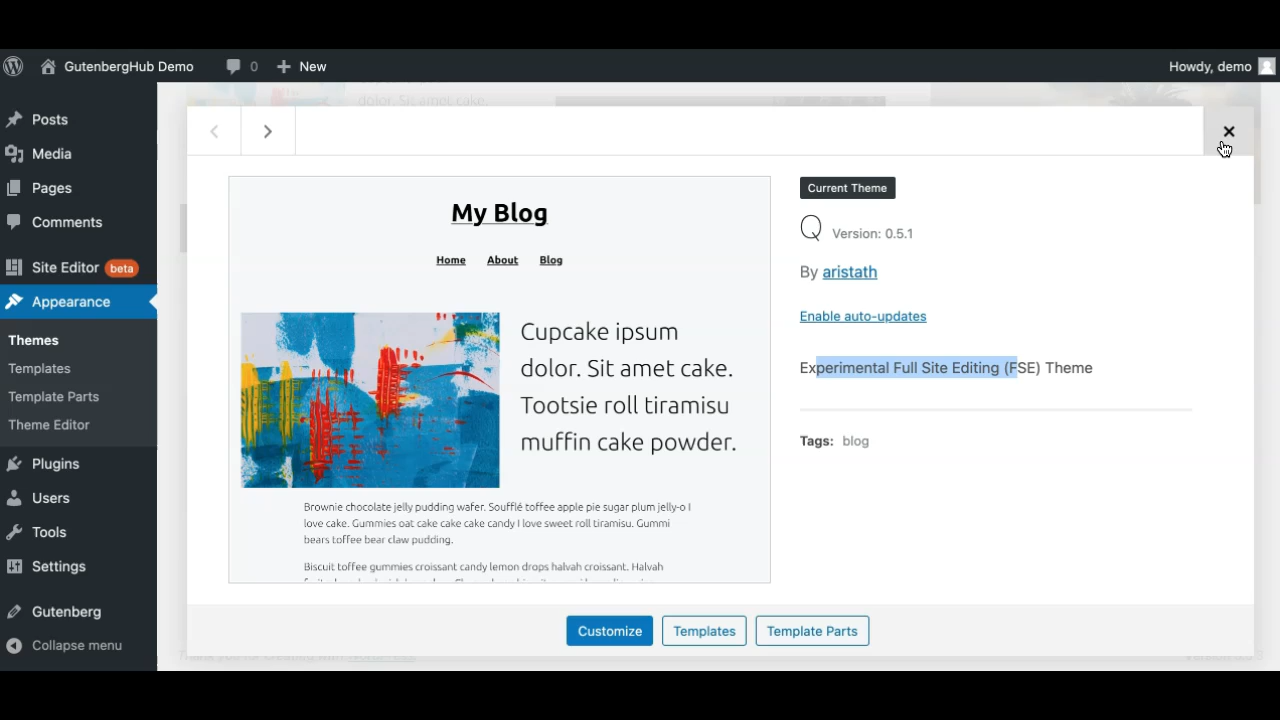 GutenbergHub Demo 0 New Howdy, demo
Posts
Media
Pages
Comments
Site Editor beta
Appearance
Themes
Templates
Template Parts
Theme Editor
Plugins
Users
Tools
Settings
Gutenberg
Collapse menu
dolor. Sit amet cake.
My Blog
Home About Blog
Cupcake ipsum
dolor. Sit amet cake.
Tootsie roll tiramisu
muffin cake powder.
Brownie chocolate jelly pudding wafer. Soufflé toffee apple pie sugar plum jelly-o I
love cake. Gummies oat cake cake cake candy I love sweet roll tiramisu. Gummi
bears toffee bear claw pudding.
Biscuit toffee gummies croissant candy lemon drops halvah croissant. Halvah
Current Theme
Q Version: 0.5.1
By aristath
Enable auto-updates
Experimental Full Site Editing (FSE) Theme
Tags: blog
Customize Templates Template Parts